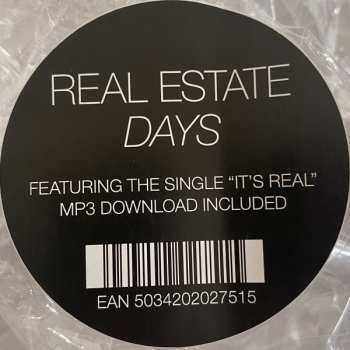 REAL ESTATE
DAYS
FEATURING THE SINGLE “IT’S REAL”
MP3 DOWNLOAD INCLUDED
EAN 5034202027515